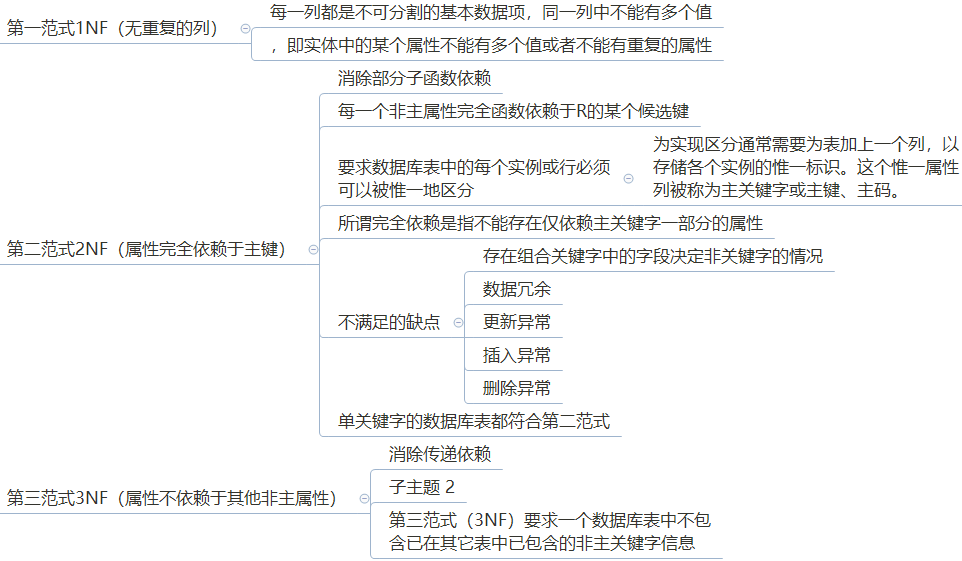 第一范式1NF（无重复的列）
每一列都是不可分割的基本数据项，同一列中不能有多个值
，即实体中的某个属性不能有多个值或者不能有重复的属性
第二范式2NF（属性完全依赖于主键）
消除部分子函数依赖
每一个非主属性完全函数依赖于R的某个候选键
要求数据库表中的每个实例或行必须
可以被惟一地区分
为实现区分通常需要为表加上一个列，以
存储各个实例的惟一标识。这个惟一属性
列被称为主关键字或主键、主码。
所谓完全依赖是指不能存在仅依赖主关键字一部分的属性
不满足的缺点
存在组合关键字中的字段决定非关键字的情况
数据冗余
更新异常
插入异常
删除异常
单关键字的数据库表都符合第二范式
第三范式3NF（属性不依赖于其他非主属性）
消除传递依赖
子主题 2
第三范式（3NF）要求一个数据库表中不包
含已在其它表中已包含的非主关键字信息